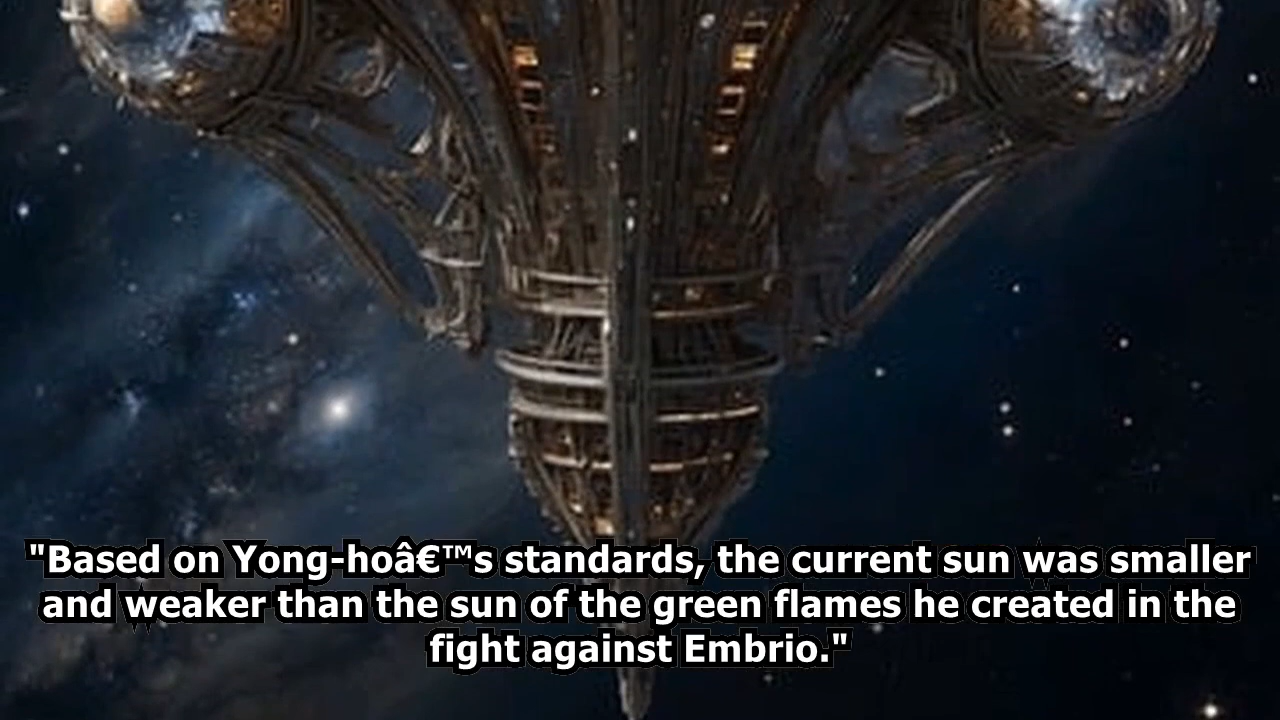 "Based on Yong-hoâ€™s standards, the current sun was smaller
and weaker than the sun of the green flames he created in the
fight against Embrio."